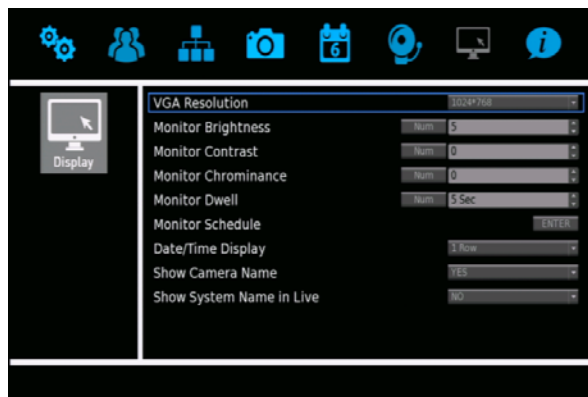 6
i
Display
VGA Resolution 1024*768
Monitor Brightness Num 5
Monitor Contrast Num 0
Monitor Chrominance Num 0
Monitor Dwell Num 5 Sec
Monitor Schedule ENTER
Date/Time Display 1 Row
Show Camera Name YES
Show System Name in Live NO